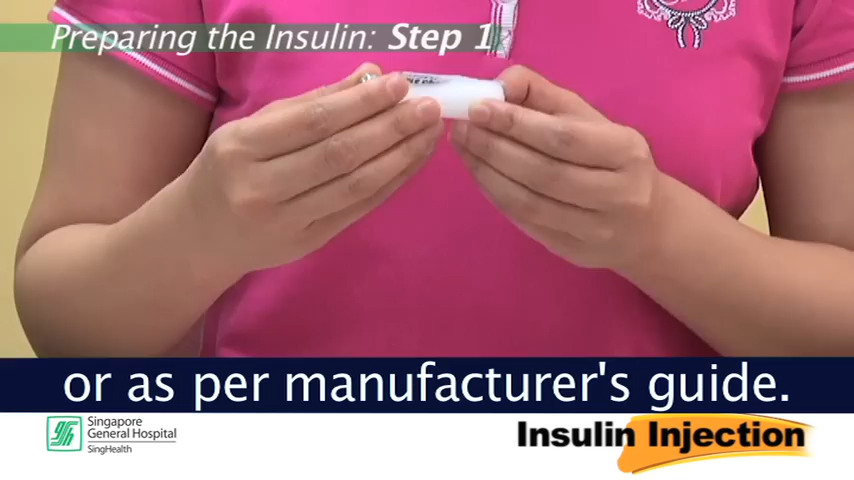 Preparing the Insulin: Step 1
or as per manufacturer's guide.
Singapore
General Hospital
SingHealth
Insulin Injection